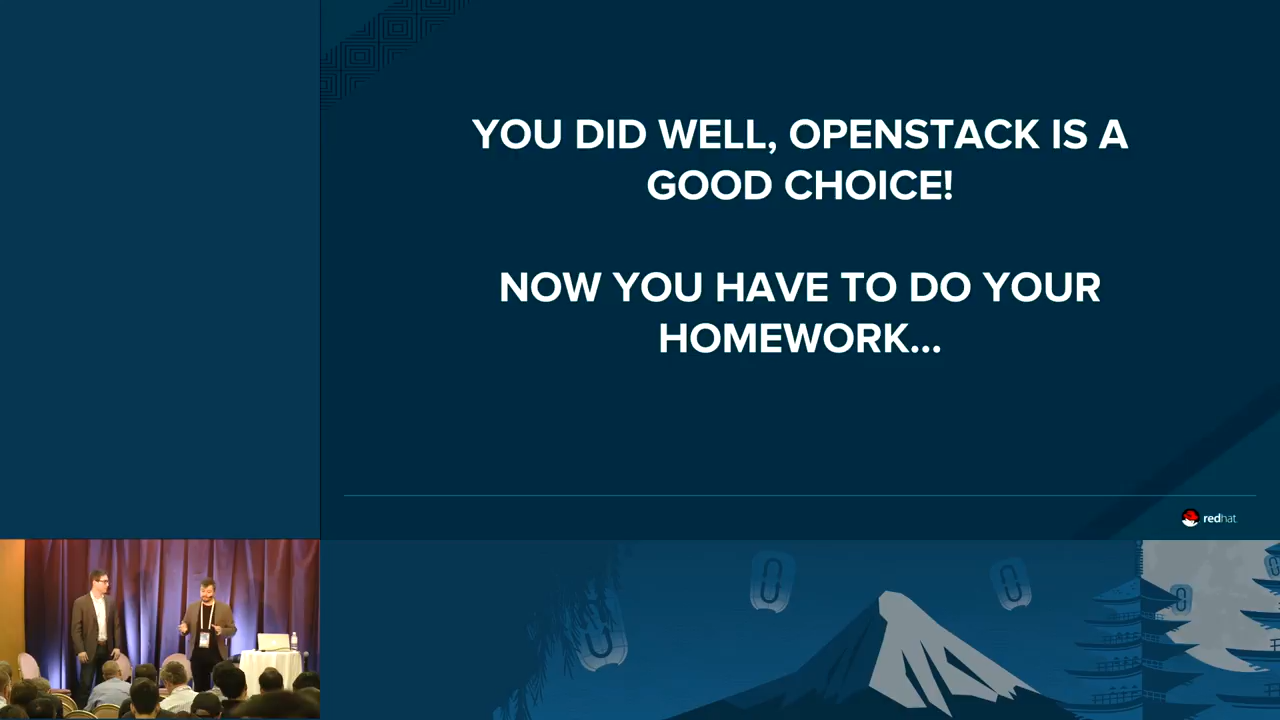 YOU DID WELL, OPENSTACK IS A
GOOD CHOICE!
NOW YOU HAVE TO DO YOUR
HOMEWORK...
redhat